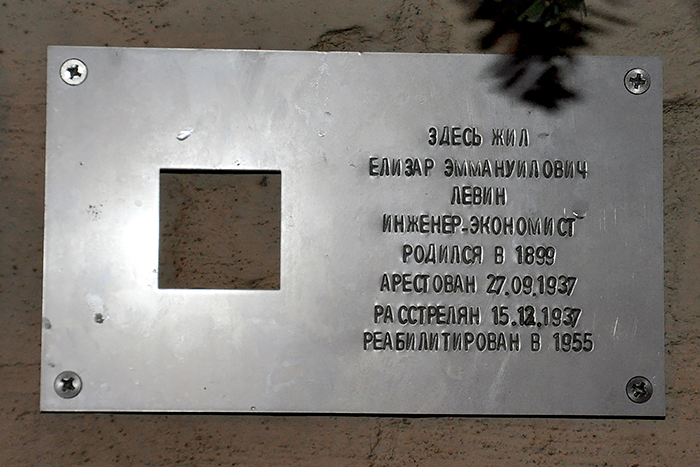 ЗДЕСЬ ЖИЛ
ЕЛИЗАР ЭММАНУИЛОВИЧ
ЛЕВИН
ИНЖЕНЕР-ЭКОНОМИСТ
РОДИЛСЯ В 1899
АРЕСТОВАН 27.09.1937
РАССТРЕЛЯН 15.12.1937
РЕАБИЛИТИРОВАН В 1955